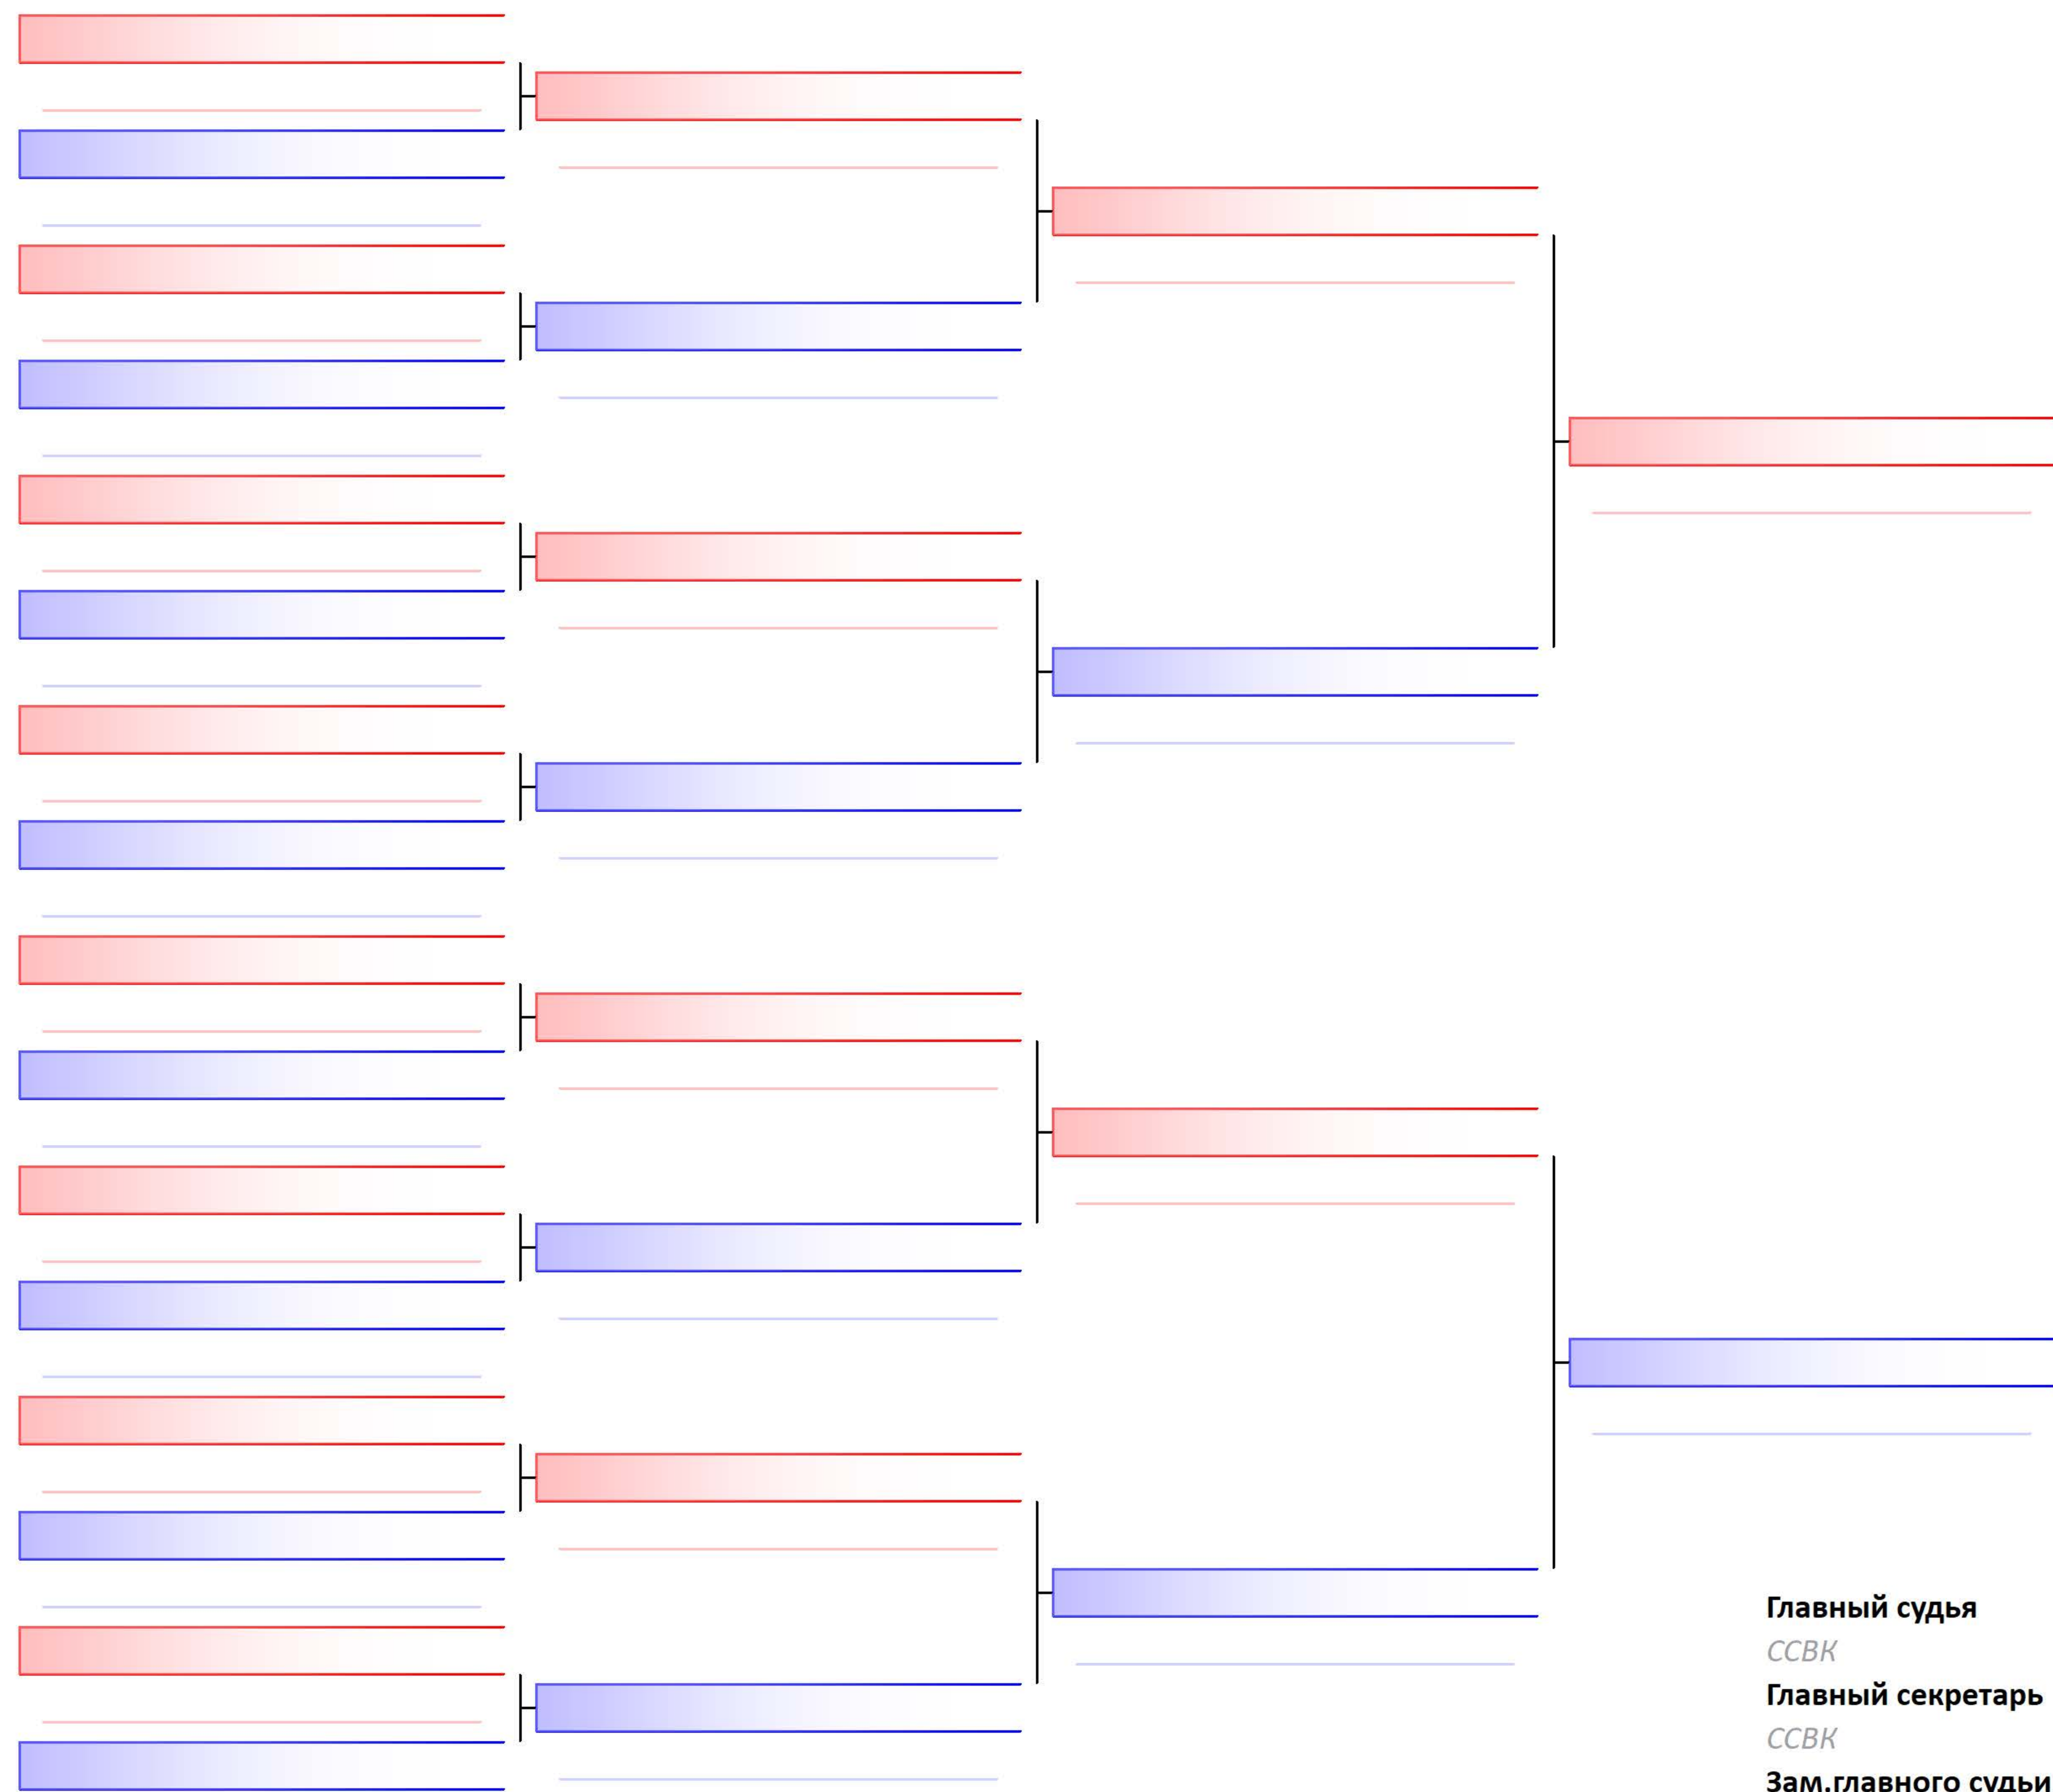 Главный судья
ССВК
Главный секретарь
ССВК
Зам.главного судьи